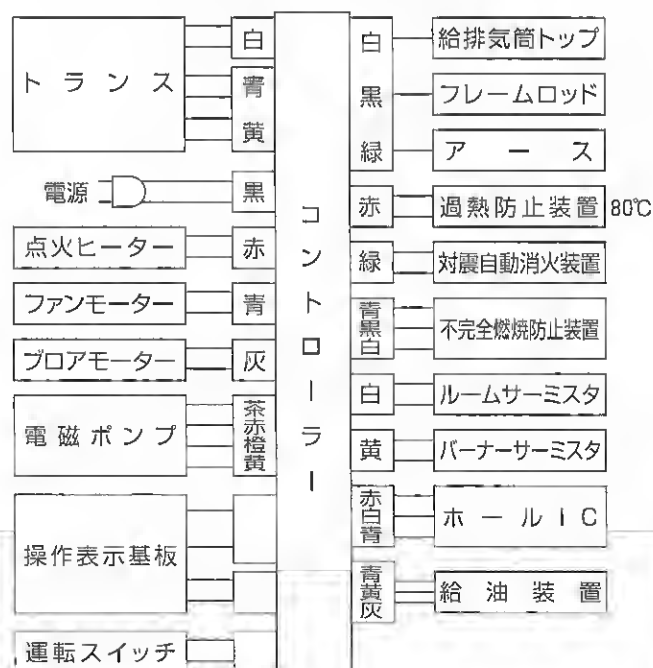 トランス
白
青
黄
電源
黒
点火ヒーター
赤
ファンモーター
青
ブロアモーター
灰
電磁ポンプ
茶
赤
橙
黄
操作表示基板
運転スイッチ
コントローラー
白
給排気筒トップ
黒
フレームロッド
緑
アース
赤
過熱防止装置 80℃
緑
対震自動消火装置
青
黒
白
不完全燃焼防止装置
白
ルームサーミスタ
黄
バーナーサーミスタ
赤
白
青
ホールIC
青
黄
灰
給油装置